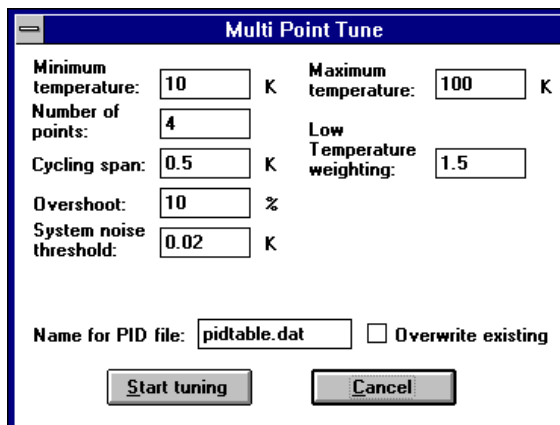 Multi Point Tune
Minimum
temperature: 10 K
Maximum
temperature: 100 K
Number of
points: 4
Low
Temperature
weighting: 1.5
Cycling span: 0.5 K
Overshoot: 10 %
System noise
threshold: 0.02 K
Name for PID file: pidtable.dat Overwrite existing
Start tuning Cancel